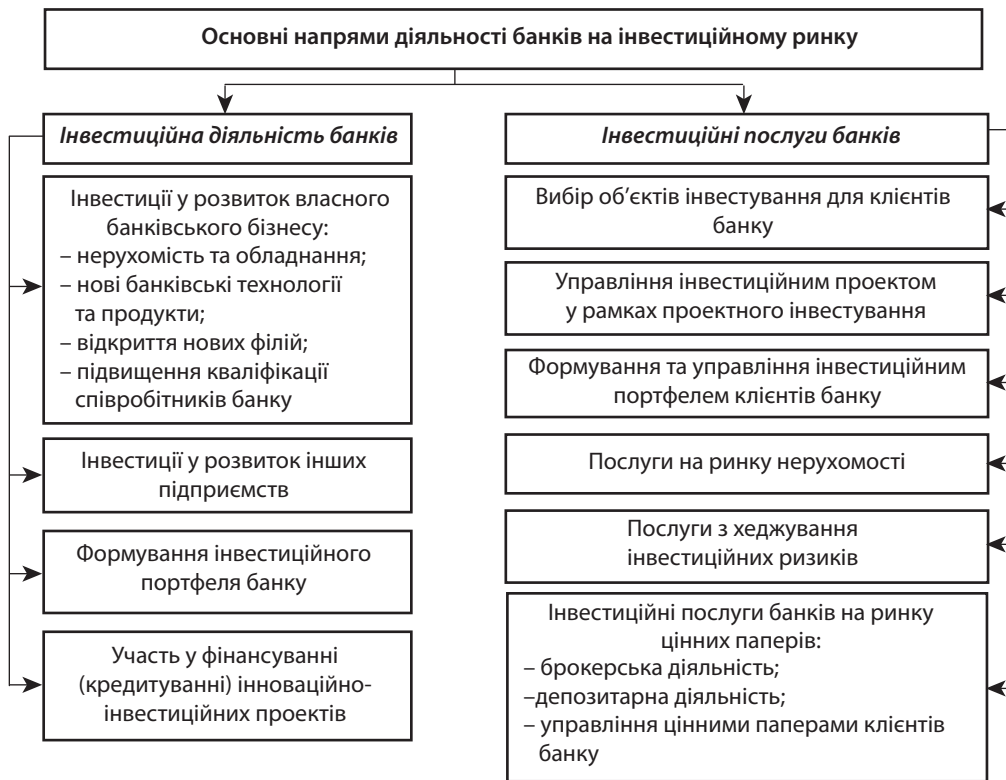 Основні напрями діяльності банків на інвестиційному ринку
Інвестиційна діяльність банків
Інвестиції у розвиток власного
банківського бізнесу:
– нерухомість та обладнання;
– нові банківські технології
та продукти;
– відкриття нових філій;
– підвищення кваліфікації
співробітників банку
Інвестиції у розвиток інших
підприємств
Формування інвестиційного
портфеля банку
Участь у фінансуванні
(кредитуванні) інноваційно-
інвестиційних проектів
Інвестиційні послуги банків
Вибір об’єктів інвестування для клієнтів
банку
Управління інвестиційним проектом
у рамках проектного інвестування
Формування та управління інвестиційним
портфелем клієнтів банку
Послуги на ринку нерухомості
Послуги з хеджування
інвестиційних ризиків
Інвестиційні послуги банків на ринку
цінних паперів:
– брокерська діяльність;
–депозитарна діяльність;
– управління цінними паперами клієнтів
банку